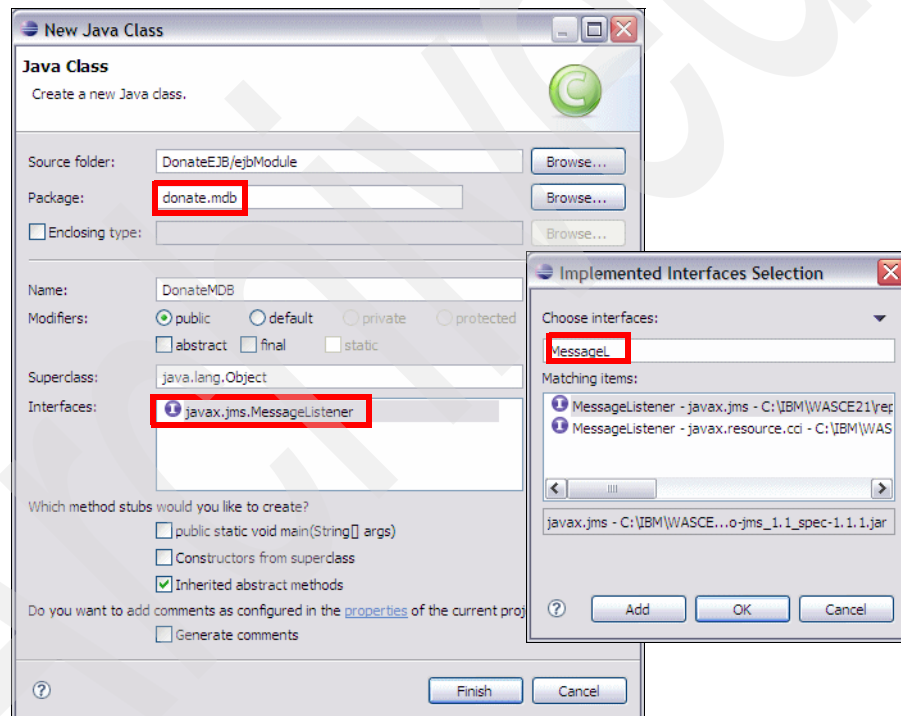 New Java Class
Java Class
Create a new Java class.
Source folder: DonateEJB/ejbModule Browse...
Package: donate.mdb Browse...
Enclosing type: Browse...
Name: DonateMDB
Modifiers: public default private protected
abstract final static
Superclass: java.lang.Object
Interfaces: javax.jms.MessageListener
Which method stubs would you like to create?
public static void main(String[] args)
Constructors from superclass
Inherited abstract methods
Do you want to add comments as configured in the properties of the current proj
Generate comments
Finish Cancel
Implemented Interfaces Selection
Choose interfaces:
MessageL
Matching items:
MessageListener - javax.jms - C:\IBM\WASCE21\rep
MessageListener - javax.resource.cci - C:\IBM\WAS
javax.jms - C:\IBM\WASCE...o-jms_1.1_spec-1.1.1.jar
Add OK Cancel